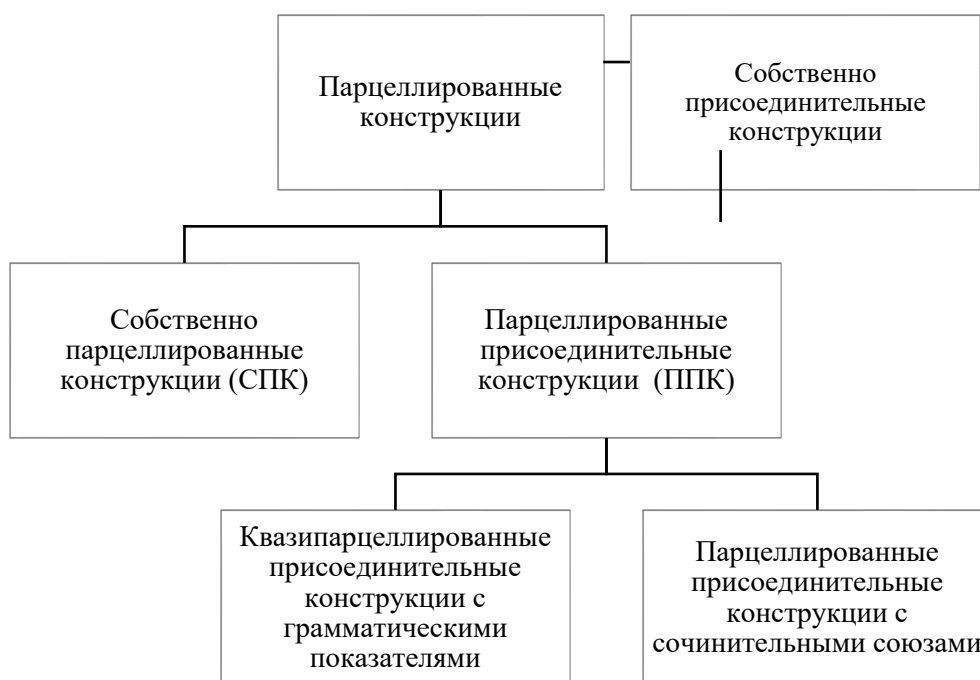 Парцеллированные
конструкции
Собственно
присоединительные
конструкции
Собственно
парцеллированные
конструкции (СПК)
Парцеллированные
присоединительные
конструкции (ППК)
Квазипарцеллированные
присоединительные
конструкции с
грамматическими
показателями
Парцеллированные
присоединительные
конструкции с
сочинительными союзами